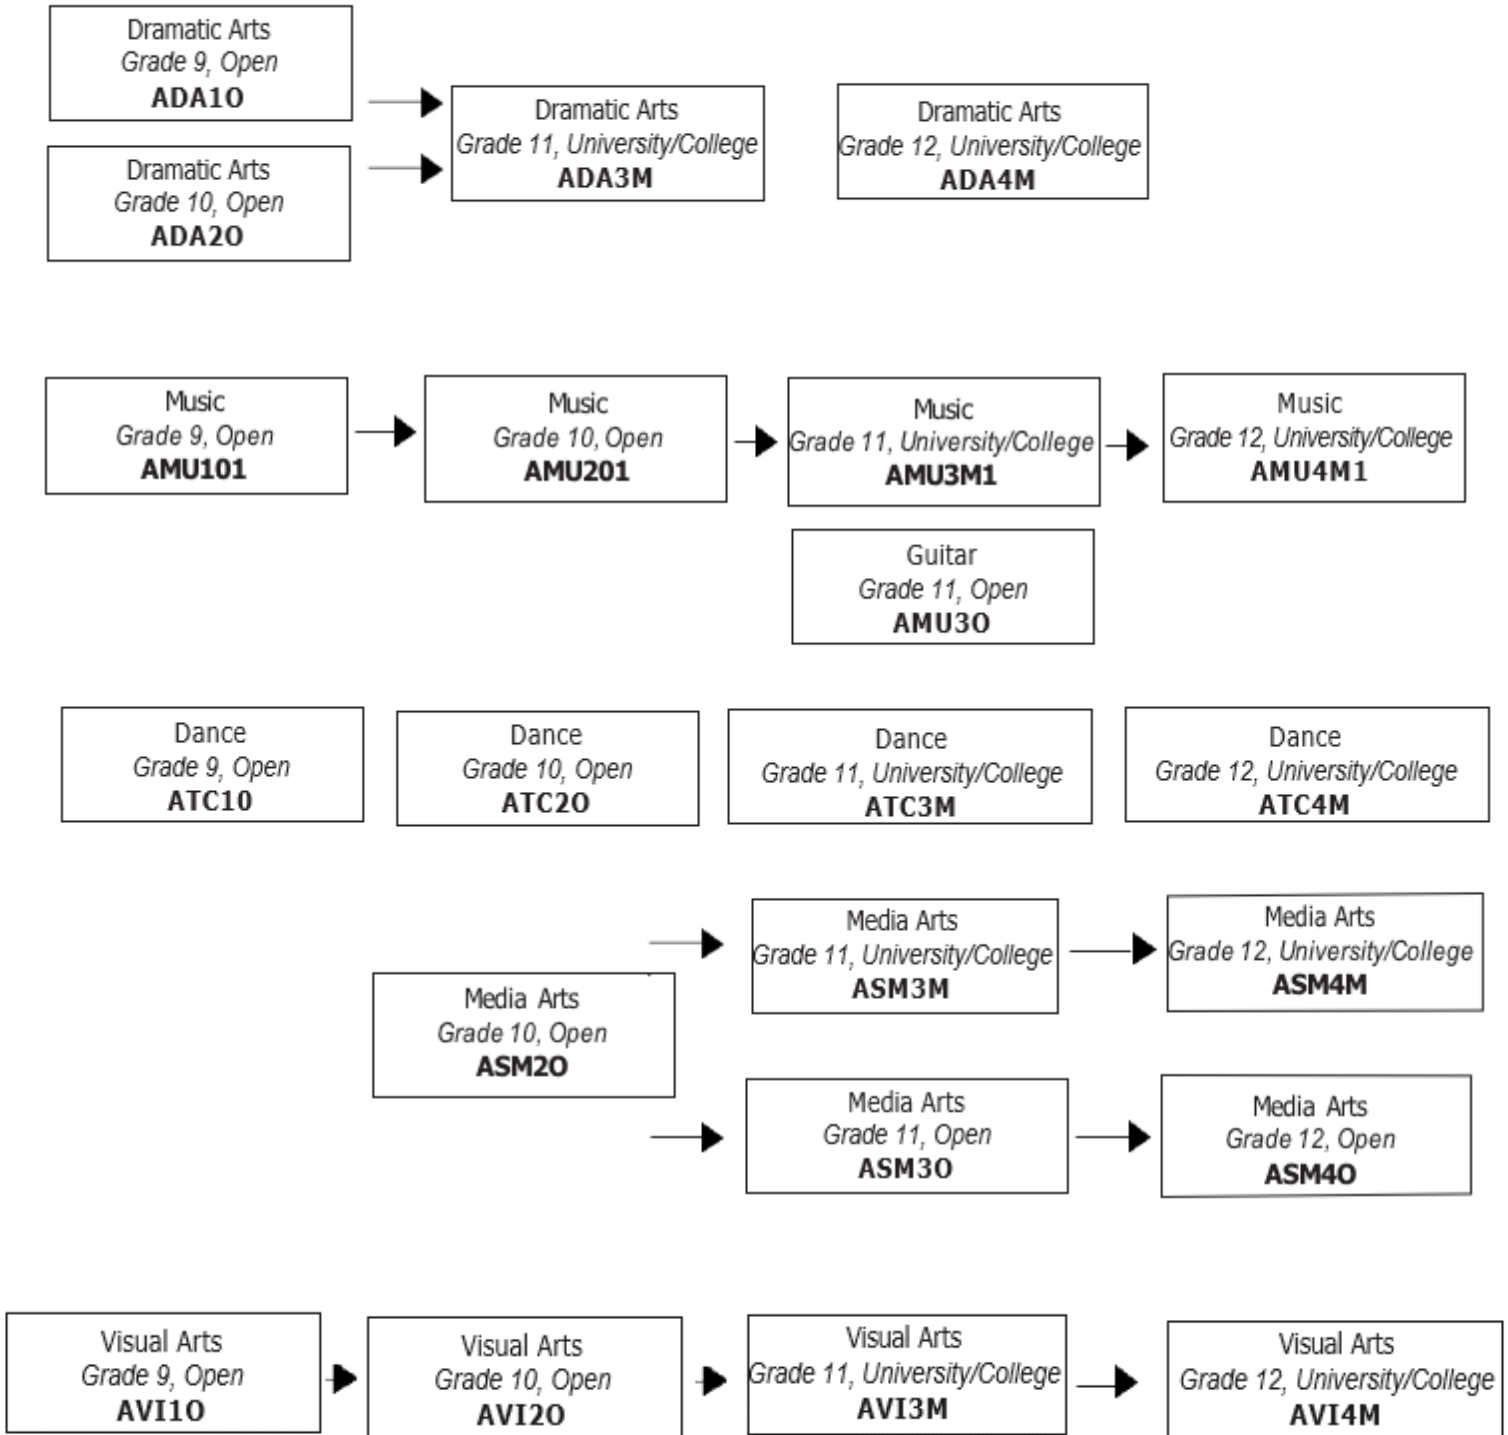 Dramatic Arts
Grade 9, Open
ADA1O
Dramatic Arts
Grade 10, Open
ADA2O
Dramatic Arts
Grade 11, University/College
ADA3M
Dramatic Arts
Grade 12, University/College
ADA4M
Music
Grade 9, Open
AMU101
Music
Grade 10, Open
AMU201
Music
Grade 11, University/College
AMU3M1
Music
Grade 12, University/College
AMU4M1
Guitar
Grade 11, Open
AMU3O
Dance
Grade 9, Open
ATC10
Dance
Grade 10, Open
ATC2O
Dance
Grade 11, University/College
ATC3M
Dance
Grade 12, University/College
ATC4M
Media Arts
Grade 10, Open
ASM2O
Media Arts
Grade 11, University/College
ASM3M
Media Arts
Grade 12, University/College
ASM4M
Media Arts
Grade 11, Open
ASM3O
Media Arts
Grade 12, Open
ASM4O
Visual Arts
Grade 9, Open
AVI1O
Visual Arts
Grade 10, Open
AVI2O
Visual Arts
Grade 11, University/College
AVI3M
Visual Arts
Grade 12, University/College
AVI4M